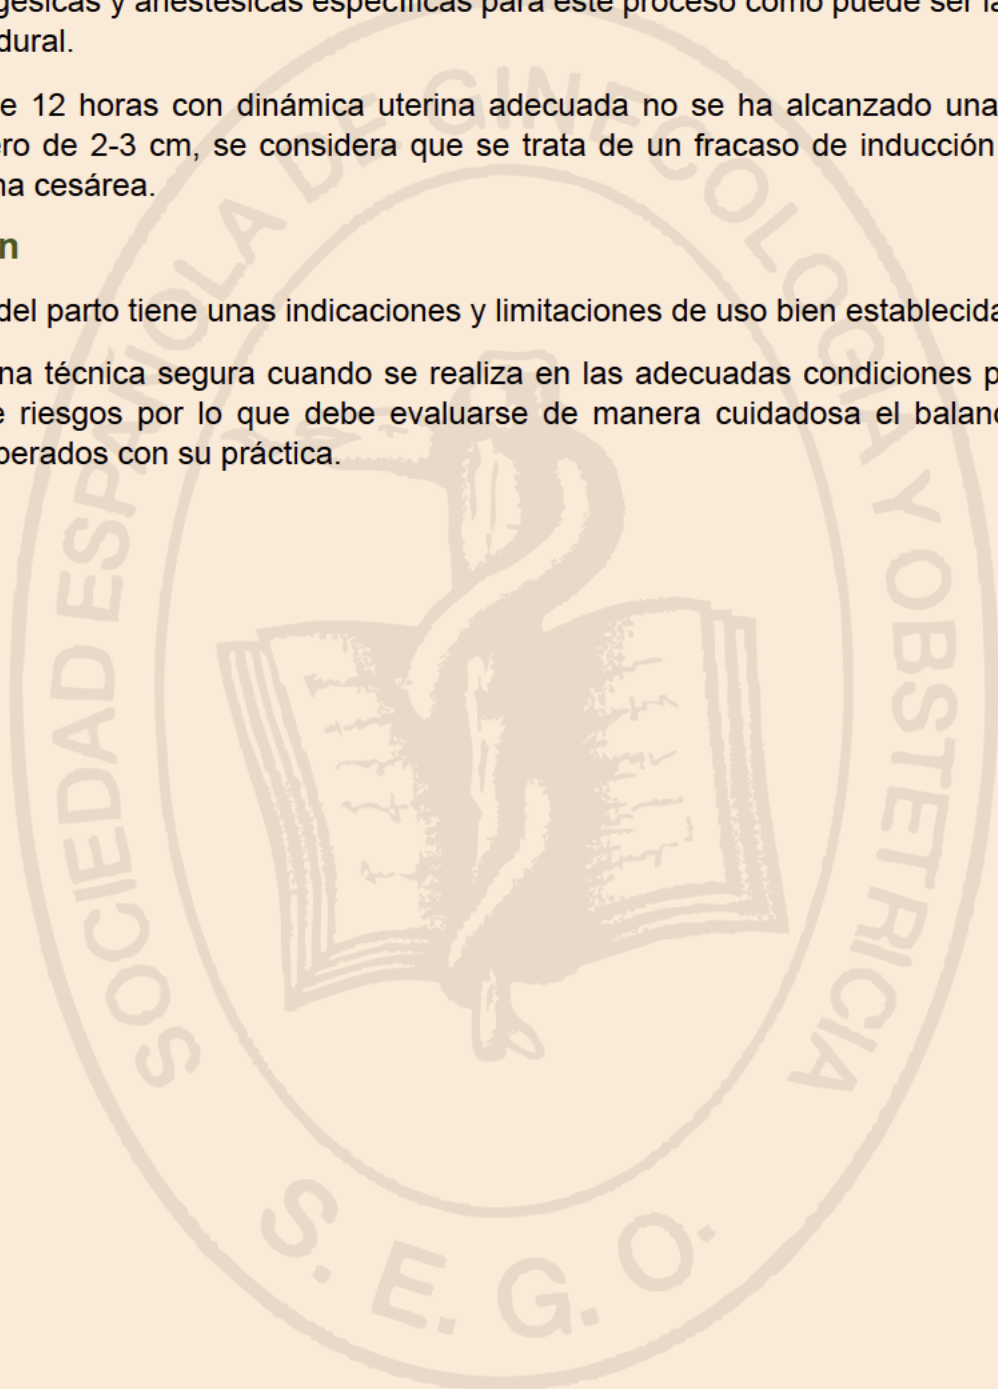 gésicas y anestésicas específicas para este proceso como puede ser la
dural.
e 12 horas con dinámica uterina adecuada no se ha alcanzado una
ero de 2-3 cm, se considera que se trata de un fracaso de inducción
na cesárea.
n
del parto tiene unas indicaciones y limitaciones de uso bien establecida
na técnica segura cuando se realiza en las adecuadas condiciones p
e riesgos por lo que debe evaluarse de manera cuidadosa el balanc
perados con su práctica.
SOCIEDAD ESPAÑOLA DE GINECOLOGIA Y OBSTETRICIA
S. E. G. O.